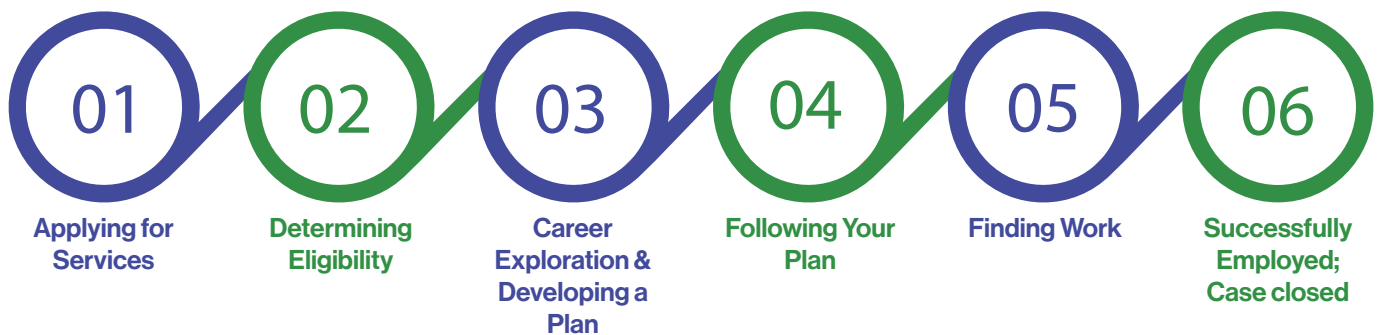 01
Applying for
Services
02
Determining
Eligibility
03
Career
Exploration &
Developing a
Plan
04
Following Your
Plan
05
Finding Work
06
Successfully
Employed;
Case closed